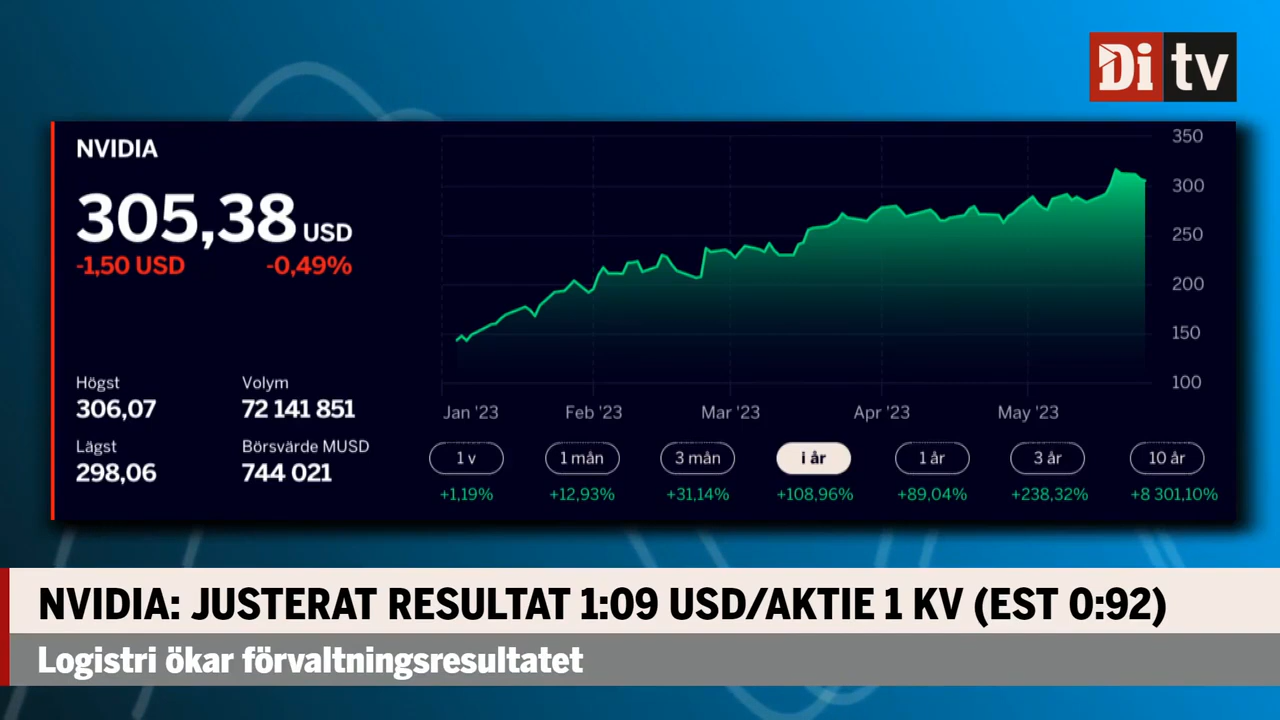 Di tv
NVIDIA
305,38 USD
-1,50 USD -0,49%
Högst Volym
306,07 72 141 851
Lägst Börsvärde MUSD
298,06 744 021
350
300
250
200
150
100
Jan '23 Feb '23 Mar '23 Apr '23 May '23
1 v 1 mån 3 mån i år 1 år 3 år 10 år
+1,19% +12,93% +31,14% +108,96% +89,04% +238,32% +8 301,10%
NVIDIA: JUSTERAT RESULTAT 1:09 USD/AKTIE 1 KV (EST 0:92)
Logistri ökar förvaltningsresultatet